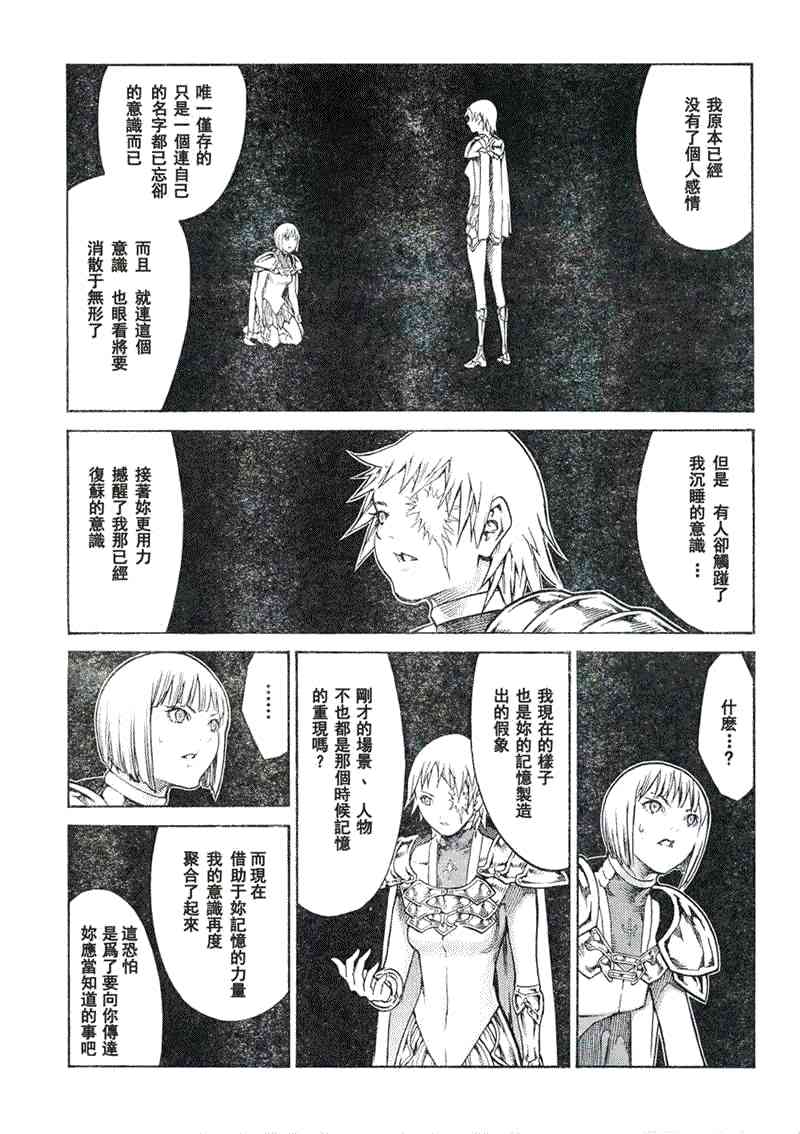 我原本已經
没有了個人感情
唯一僅存的
只是一個連自己
的名字都已忘卻
的意識而已
而且 就連這個
意識 也眼看將要
消散于無形了
但是 有人卻觸蹤了
我沉睡的意識…
接著妳更用力
撼醒了我那已經
復蘇的意識
什麽…?
我現在的樣子
也是妳的記憶製造
出的假象
剛才的場景、人物
不也都是那個時候記憶
的重現嗎?
……
而現在
借助于妳記憶的力量
我的意識再度
聚合了起來
這恐怕
是爲了要向你傳達
妳應當知道的事吧